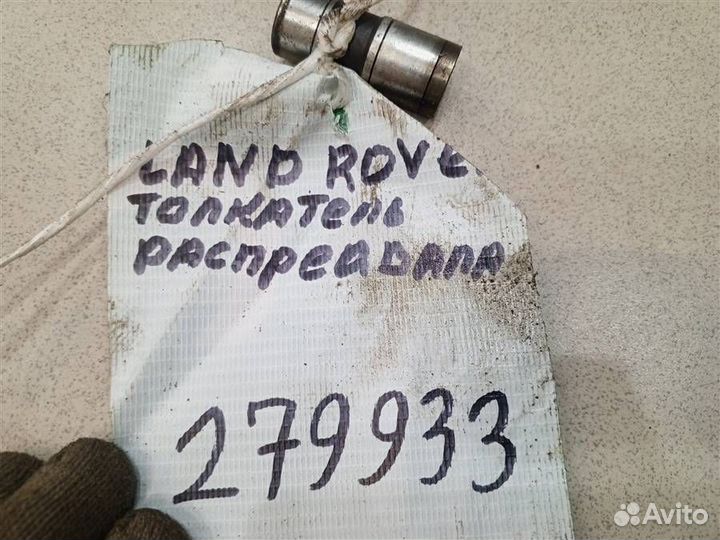 LAND ROVE
ТОЛКАТЕЛЬ
РАСПРЕДВАЛА
279933
Avito